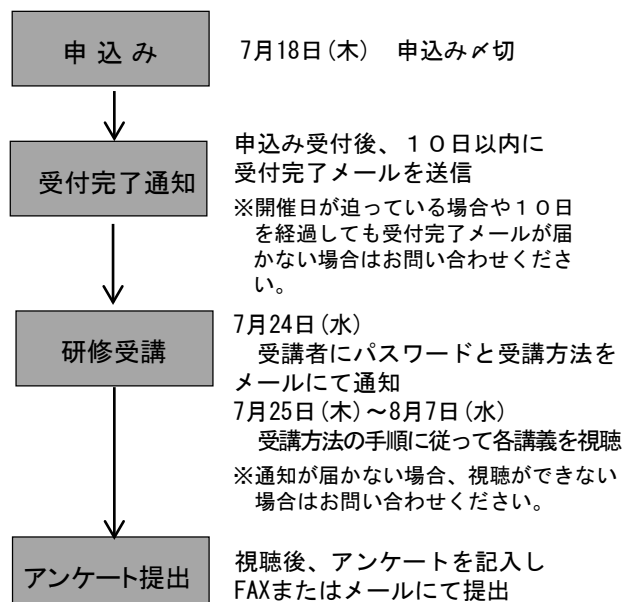 申 込 み
7月18日(木)　申込み〆切
申込み受付後、１０日以内に
受付完了メールを送信
受付完了通知
※開催日が迫っている場合や１０日
を経過しても受付完了メールが届
かない場合はお問い合わせくださ
い。
研修受講
7月24日(水)
受講者にパスワードと受講方法を
メールにて通知
7月25日(木)～8月7日(水)
受講方法の手順に従って各講義を視聴
※通知が届かない場合、視聴ができない
場合はお問い合わせください。
アンケート提出
視聴後、アンケートを記入し
FAXまたはメールにて提出